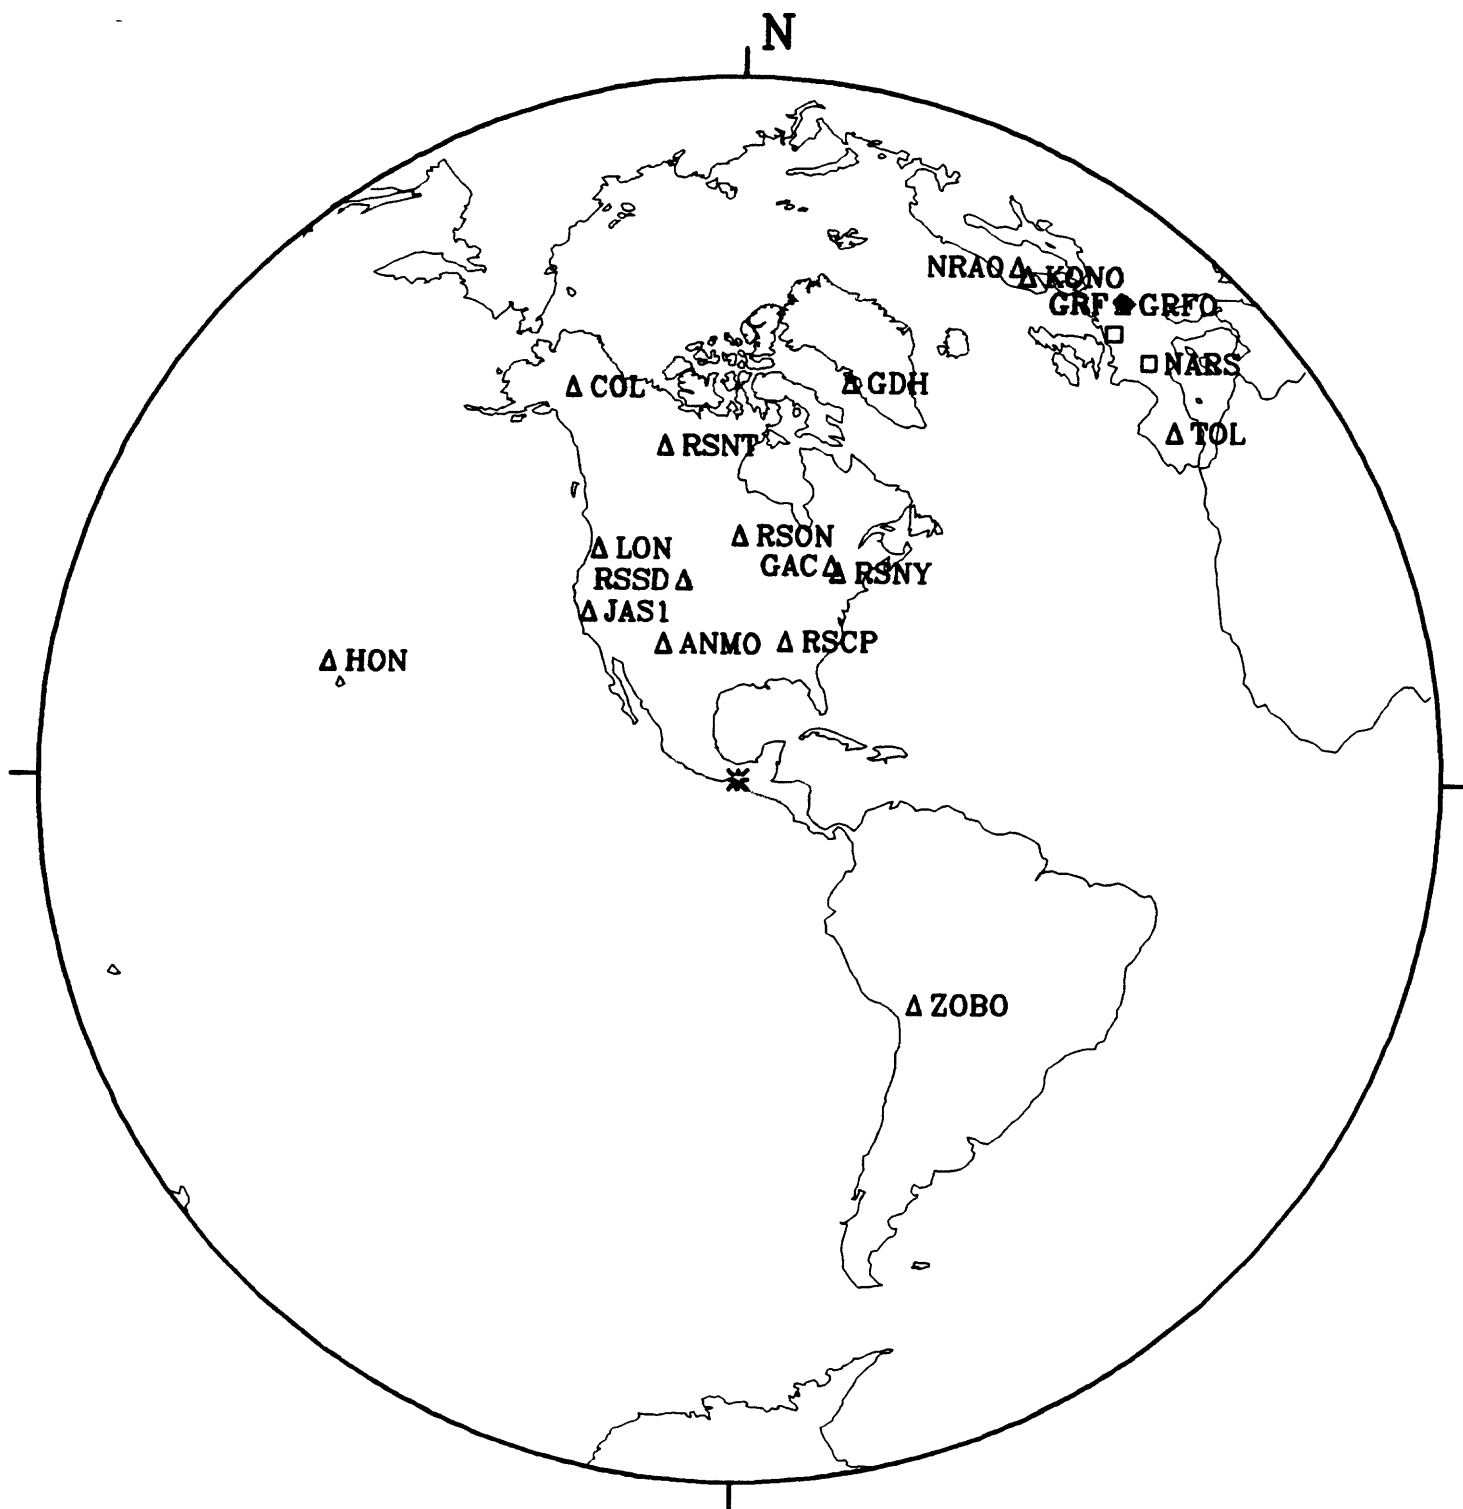 N
NRAO
KONO
GRF
GRFO
NARS
COL
GDH
TOL
RSNT
RSON
LON
GAC
RSNY
RSSD
JAS1
ANMO
RSCP
HON
ZOBO